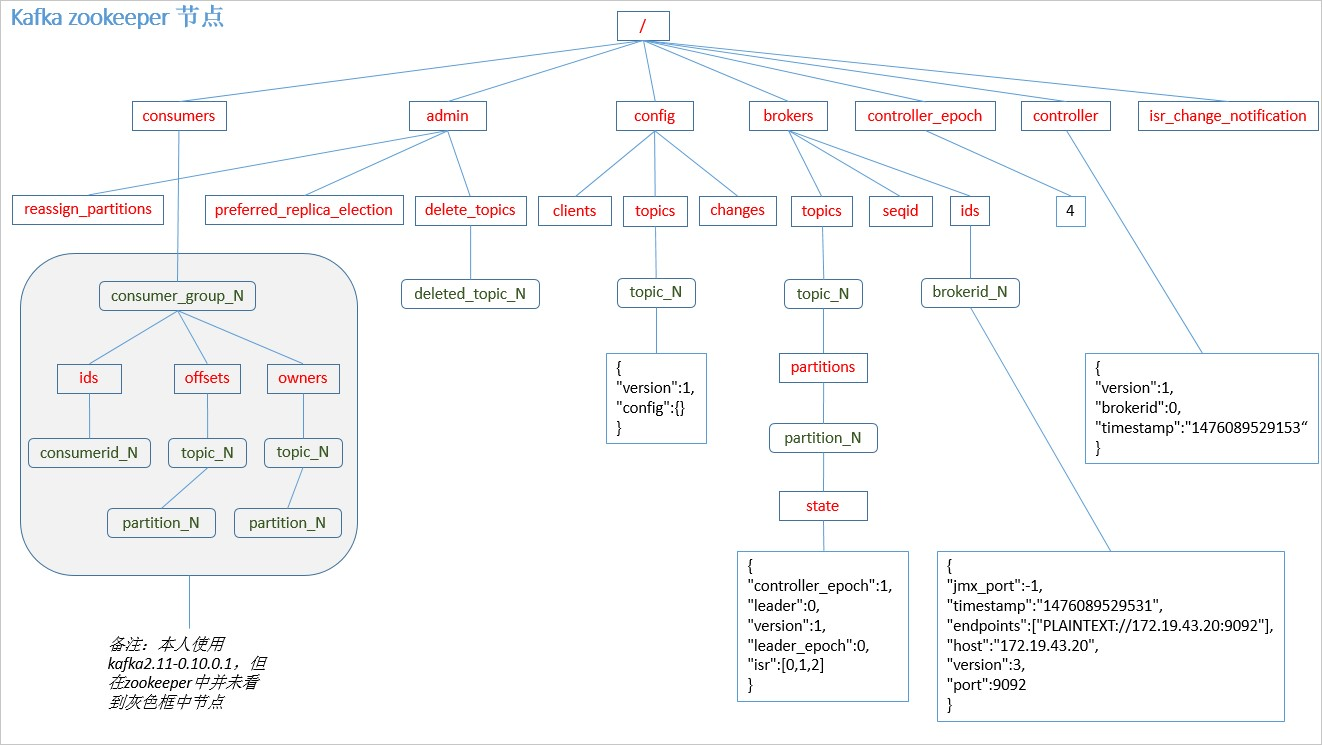 Kafka zookeeper 节点
/
consumers
admin
config
brokers
controller_epoch
controller
isr_change_notification
reassign_partitions
preferred_replica_election
delete_topics
clients
topics
changes
topics
seqid
ids
4
consumer_group_N
deleted_topic_N
topic_N
topic_N
brokerid_N
ids
offsets
owners
{
"version":1,
"config":{}
}
partitions
{
"version":1,
"brokerid":0,
"timestamp":"1476089529153“
}
consumerid_N
topic_N
topic_N
partition_N
partition_N
partition_N
state
{
"controller_epoch":1,
"leader":0,
"version":1,
"leader_epoch":0,
"isr":[0,1,2]
}
{
"jmx_port":-1,
"timestamp":"1476089529531",
"endpoints":["PLAINTEXT://172.19.43.20:9092"],
"host":"172.19.43.20",
"version":3,
"port":9092
}
备注：本人使用
kafka2.11-0.10.0.1，但
在zookeeper中并未看
到灰色框中节点